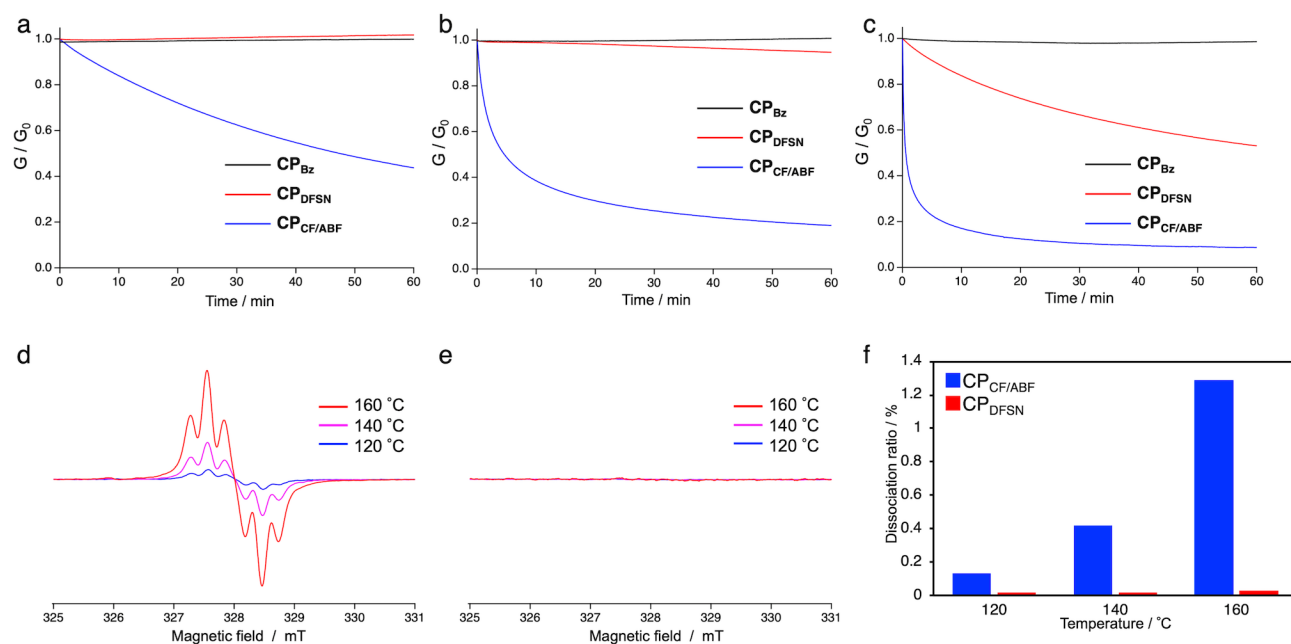 a
1.0
0.8
0.6
0.4
0.2
0.0
G / G0
CPBz
CPDFSN
CPCF/ABF
0 10 20 30 40 50 60
Time / min
b
1.0
0.8
0.6
0.4
0.2
0.0
G / G0
CPBz
CPDFSN
CPCF/ABF
0 10 20 30 40 50 60
Time / min
c
1.0
0.8
0.6
0.4
0.2
0.0
G / G0
CPBz
CPDFSN
CPCF/ABF
0 10 20 30 40 50 60
Time / min
d
160 ˚C
140 ˚C
120 ˚C
325 326 327 328 329 330 331
Magnetic field / mT
e
160 ˚C
140 ˚C
120 ˚C
325 326 327 328 329 330 331
Magnetic field / mT
f
1.4
1.2
1
0.8
0.6
0.4
0.2
0
Dissociation ratio / %
CPCF/ABF
CPDFSN
120 140 160
Temperature / ˚C